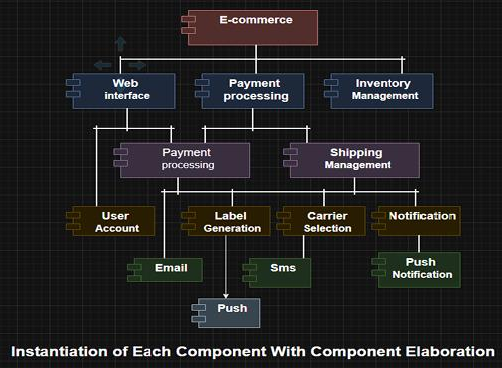 E-commerce
Web
interface
Payment
processing
Inventory
Management
Payment
processing
Shipping
Management
User
Account
Label
Generation
Carrier
Selection
Notification
Email
Sms
Push
Notification
Push
Instantiation of Each Component With Component Elaboration